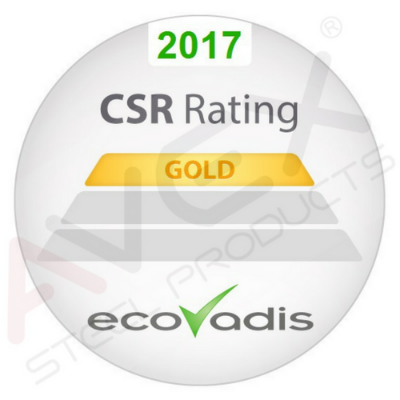 2017
CSR Rating
GOLD
ecovadis
AVEX
STEEL PRODUCTS
®